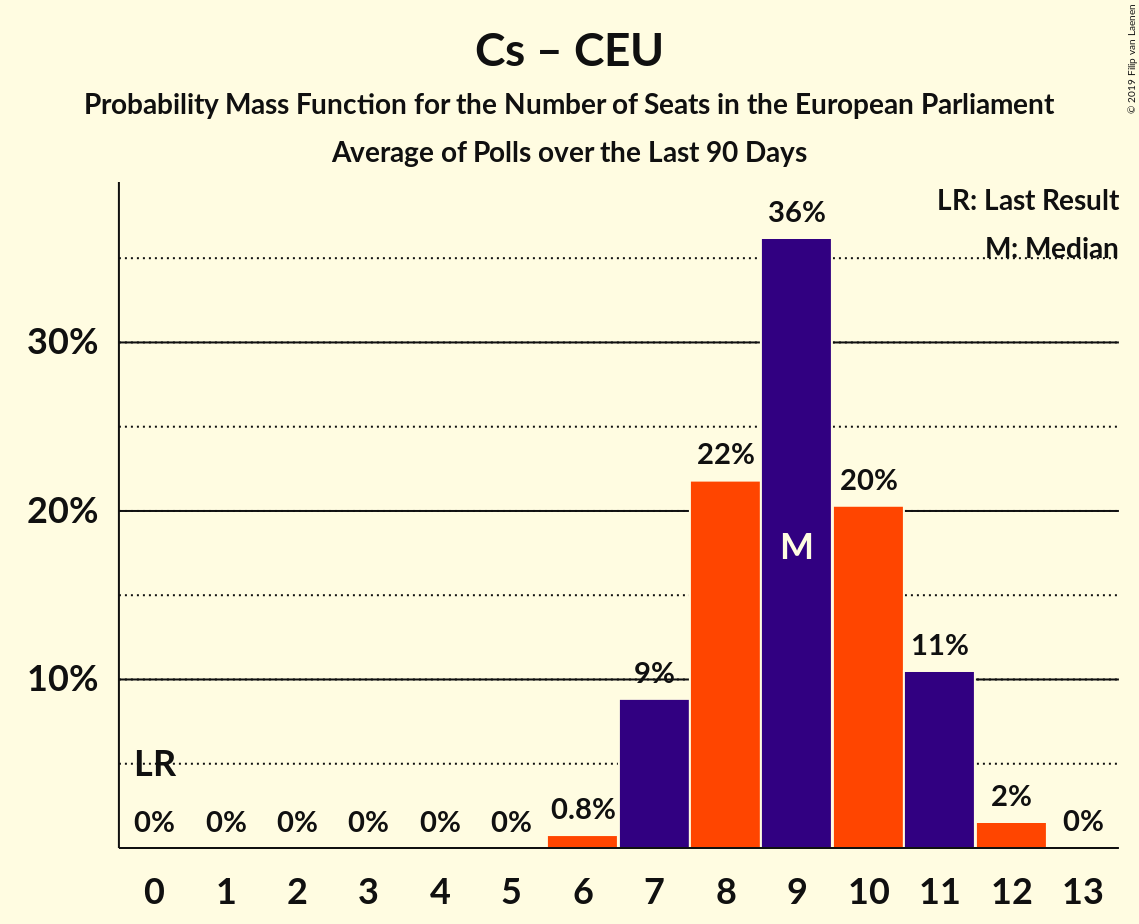 Cs – CEU
Probability Mass Function for the Number of Seats in the European Parliament
Average of Polls over the Last 90 Days
© 2019 Filip van Laenen
LR: Last Result
M: Median
30%
20%
10%
LR
M
0% 0% 0% 0% 0% 0% 0.8% 9% 22% 36% 20% 11% 2% 0%
0 1 2 3 4 5 6 7 8 9 10 11 12 13